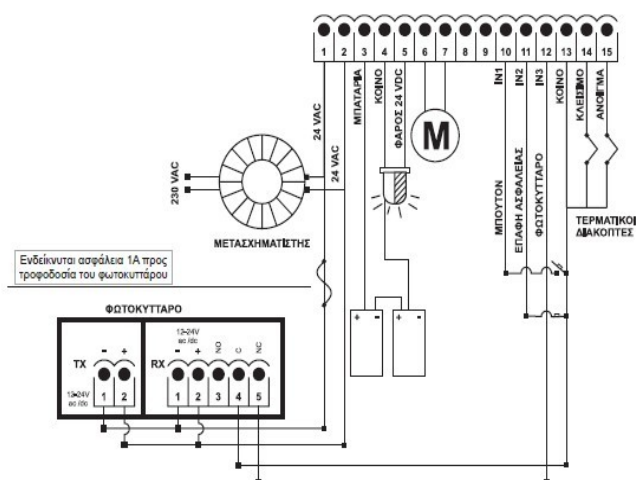 1 2 3 4 5 6 7 8 9 10 11 12 13 14 15
24 VAC
24 VAC
ΜΠΑΤΑΡΙΑ
ΚΟΙΝΟ
ΦΑΡΟΣ 24 VDC
IN1
IN2
IN3
ΚΟΙΝΟ
ΚΛΕΙΣΙΜΟ
ΑΝΟΙΓΜΑ
M
230 VAC
ΜΕΤΑΣΧΗΜΑΤΙΣΤΗΣ
ΜΠΟΥΤΟΝ
ΕΠΑΦΗ ΑΣΦΑΛΕΙΑΣ
ΦΩΤΟΚΥΤΤΑΡΟ
ΤΕΡΜΑΤΙΚΟΙ
ΔΙΑΚΟΠΤΕΣ
Ενδείκνυται ασφάλεια 1Α προς
τροφοδοσία του φωτοκυττάρου
ΦΩΤΟΚΥΤΤΑΡΟ
+ - + -
12-24V
ac /dc
TX - +
RX - + NO C NC
12-24V
ac /dc
1 2
1 2 3 4 5